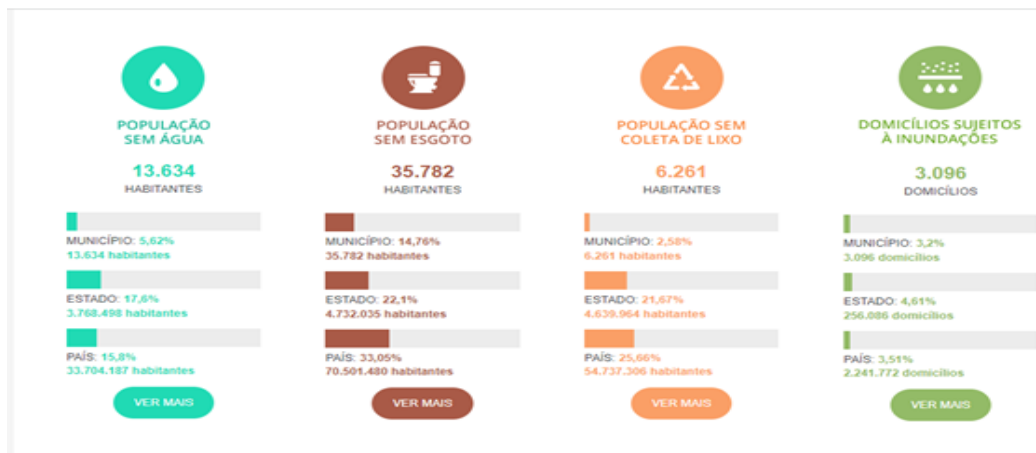 POPULAÇÃO
SEM ÁGUA
13.634
HABITANTES
MUNICÍPIO: 5,62%
13.634 habitantes
ESTADO: 17,6%
3.768.498 habitantes
PAÍS: 15,8%
33.704.187 habitantes
VER MAIS
POPULAÇÃO
SEM ESGOTO
35.782
HABITANTES
MUNICÍPIO: 14,76%
35.782 habitantes
ESTADO: 22,1%
4.732.035 habitantes
PAÍS: 33,05%
70.501.480 habitantes
VER MAIS
POPULAÇÃO SEM
COLETA DE LIXO
6.261
HABITANTES
MUNICÍPIO: 2,58%
6.261 habitantes
ESTADO: 21,67%
4.639.964 habitantes
PAÍS: 25,66%
54.737.306 habitantes
VER MAIS
DOMICÍLIOS SUJEITOS
À INUNDAÇÕES
3.096
DOMICÍLIOS
MUNICÍPIO: 3,2%
3.096 domicílios
ESTADO: 4,61%
256.086 domicílios
PAÍS: 3,51%
2.241.772 domicílios
VER MAIS